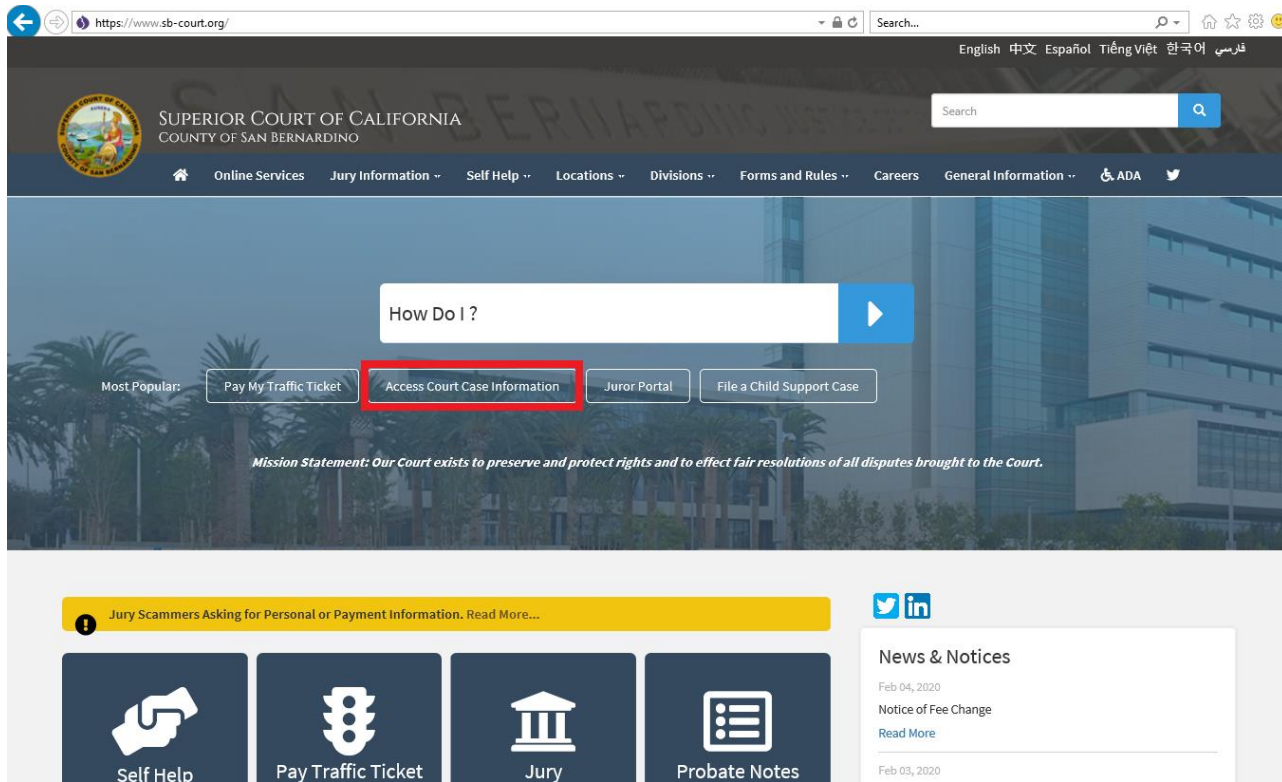 https://www.sb-court.org/
Search...
English 中文 Español Tiếng Việt 한국어 فارسي
SUPERIOR COURT OF CALIFORNIA
COUNTY OF SAN BERNARDINO
Search
Online Services Jury Information Self Help Locations Divisions Forms and Rules Careers General Information ADA
How Do I ?
Most Popular: Pay My Traffic Ticket Access Court Case Information Juror Portal File a Child Support Case
Mission Statement: Our Court exists to preserve and protect rights and to effect fair resolutions of all disputes brought to the Court.
Jury Scammers Asking for Personal or Payment Information. Read More...
Self Help
Pay Traffic Ticket
Jury
Probate Notes
News & Notices
Feb 04, 2020
Notice of Fee Change
Read More
Feb 03, 2020